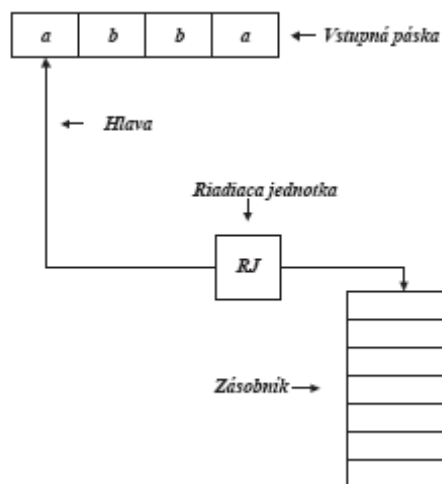 a b b a
Vstupná páska
Hlava
Riadiaca jednotka
RJ
Zásobník